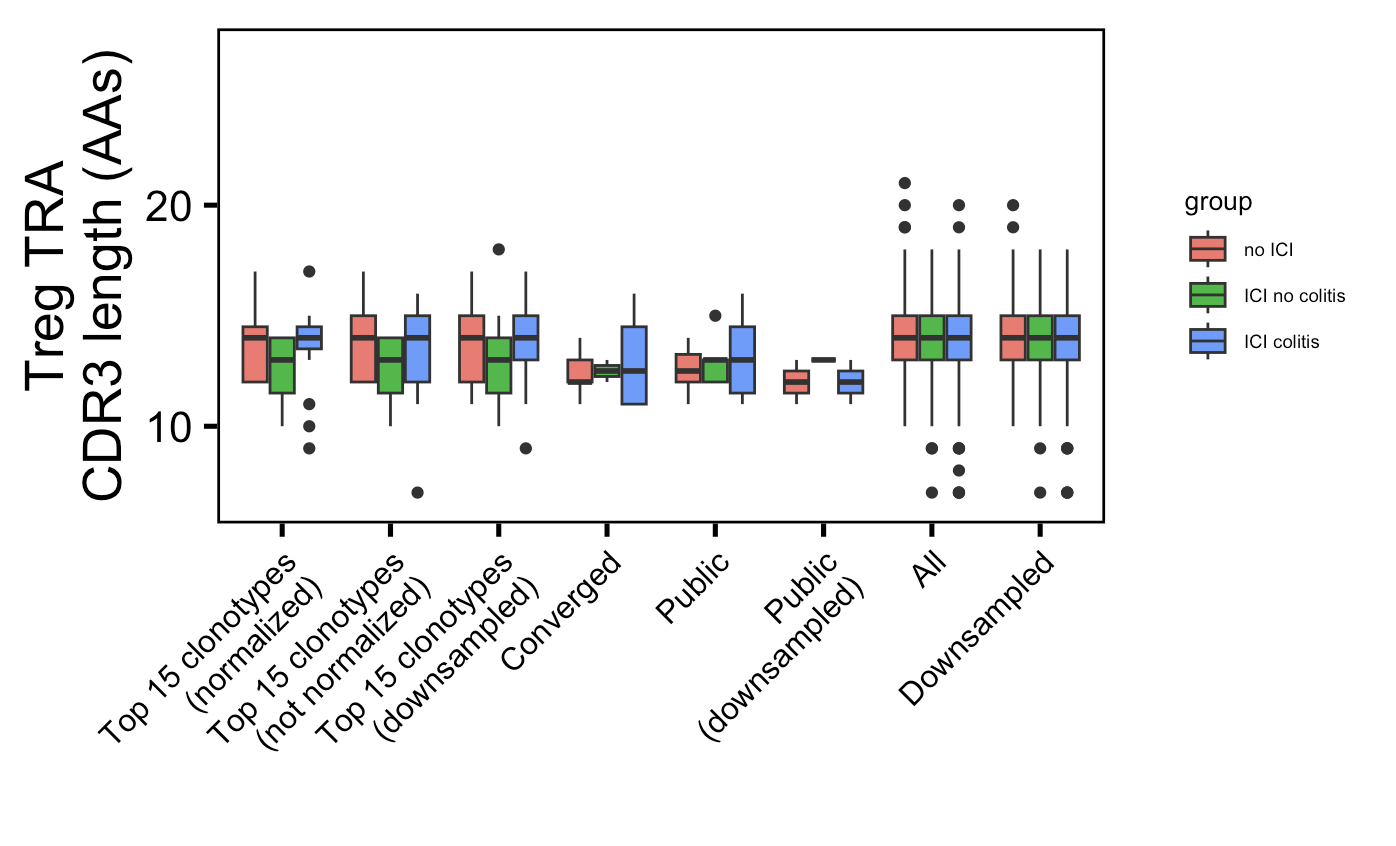 Treg TRA
CDR3 length (AAs)
20
10
Top 15 clonotypes
(normalized)
Top 15 clonotypes
(not normalized)
Top 15 clonotypes
(downsampled)
Converged
Public
Public
(downsampled)
All
Downsampled
group
no ICI
ICI no colitis
ICI colitis